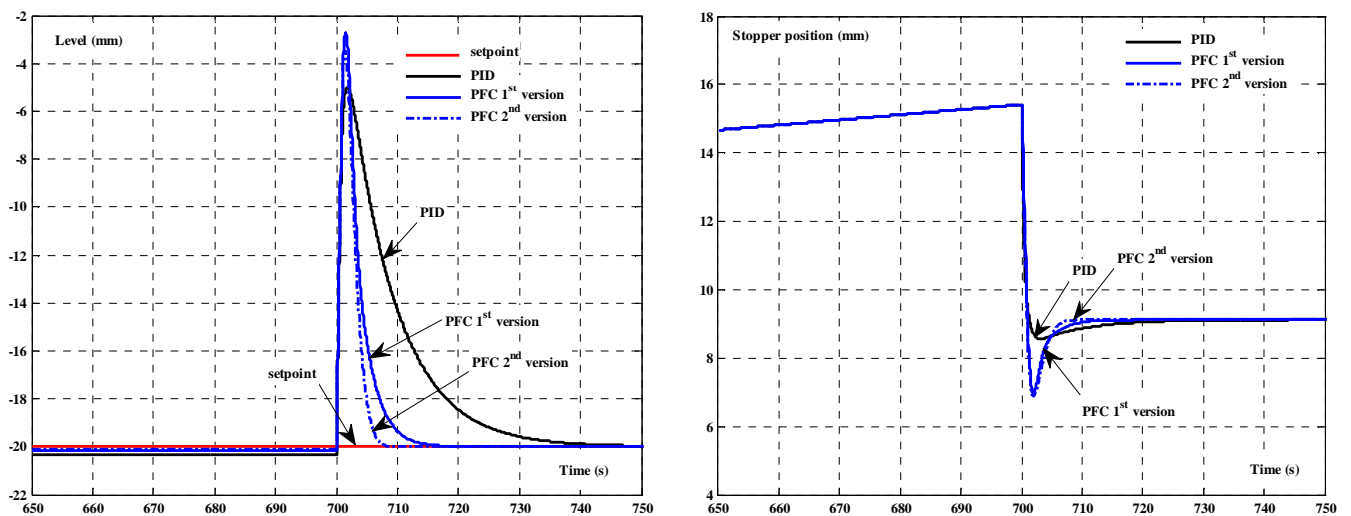 -2
Level (mm)
-4
-6
-8
-10
-12
-14
-16
-18
-20
-22
setpoint
PID
PFC 1st version
PFC 2nd version
PID
PFC 1st version
PFC 2nd version
setpoint
Time (s)
650 660 670 680 690 700 710 720 730 740 750
18
Stopper position (mm)
16
14
12
10
8
6
4
PID
PFC 1st version
PFC 2nd version
PFC 2nd version
PID
PFC 1st version
Time (s)
650 660 670 680 690 700 710 720 730 740 750